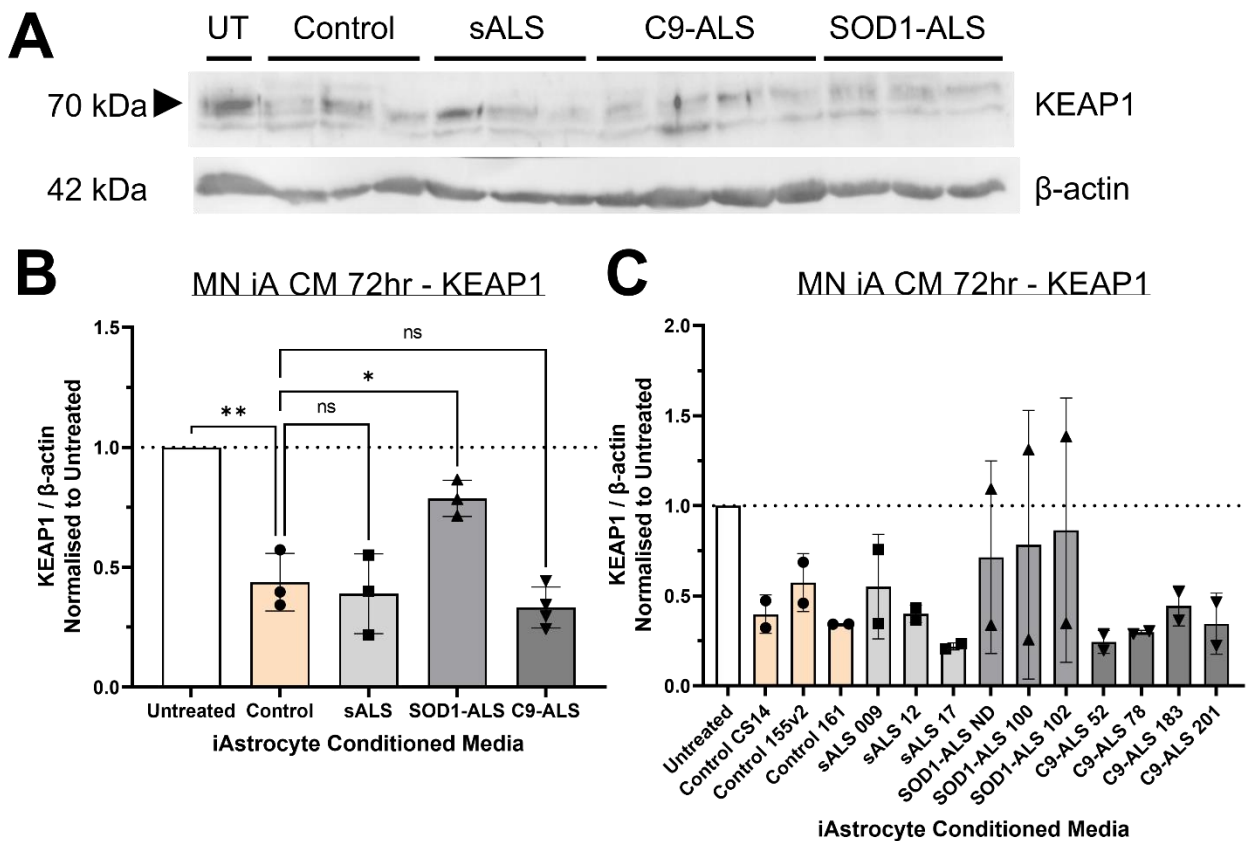 A
UT Control sALS C9-ALS SOD1-ALS
70 kDa KEAP1
42 kDa β-actin
B
MN iA CM 72hr - KEAP1
KEAP1 / β-actin
Normalised to Untreated
1.5
1.0
0.5
0.0
**
ns
*
ns
Untreated Control sALS SOD1-ALS C9-ALS
iAstrocyte Conditioned Media
C
MN iA CM 72hr - KEAP1
KEAP1 / β-actin
Normalised to Untreated
2.0
1.5
1.0
0.5
0.0
Untreated
Control CS14
Control 155v2
Control 161
sALS 009
sALS 12
sALS 17
SOD1-ALS ND
SOD1-ALS 100
SOD1-ALS 102
C9-ALS 52
C9-ALS 78
C9-ALS 183
C9-ALS 201
iAstrocyte Conditioned Media